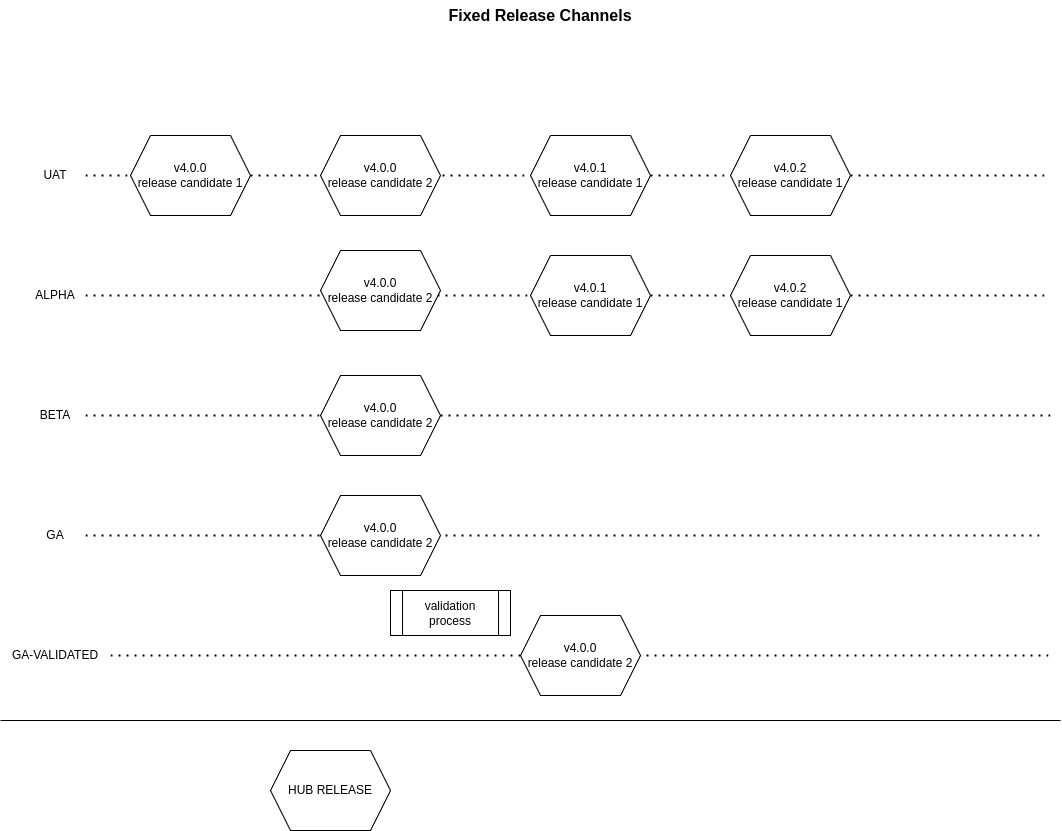 Fixed Release Channels
UAT
v4.0.0
release candidate 1
v4.0.0
release candidate 2
v4.0.1
release candidate 1
v4.0.2
release candidate 1
ALPHA
v4.0.0
release candidate 2
v4.0.1
release candidate 1
v4.0.2
release candidate 1
BETA
v4.0.0
release candidate 2
GA
v4.0.0
release candidate 2
validation
process
GA-VALIDATED
v4.0.0
release candidate 2
HUB RELEASE